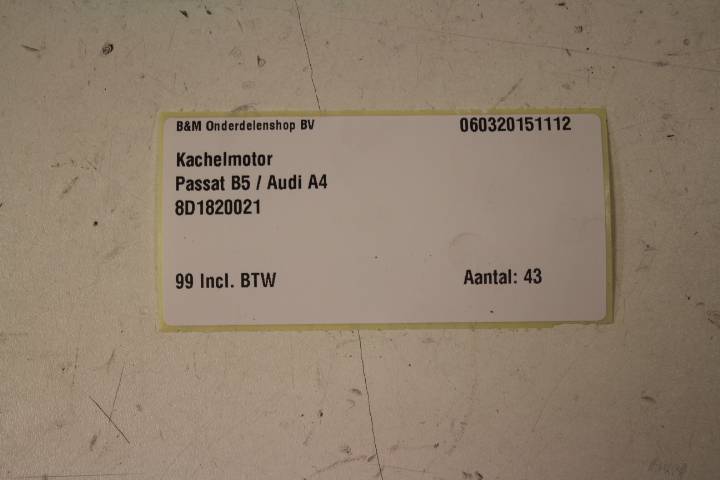 B&M Onderdelenshop BV 060320151112
Kachelmotor
Passat B5 / Audi A4
8D1820021
99 Incl. BTW Aantal: 43